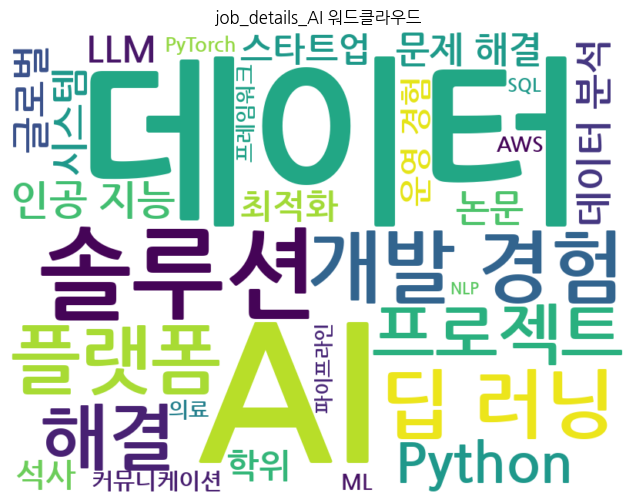 job_details_AI 워드클라우드
글로벌
시스템
LLM
PyTorch
스타트업
문제 해결
데이터
프레임워크
운영 경험
SQL
AWS
데이터 분석
인공 지능
최적화
논문
솔루션
개발 경험
NLP
플랫폼
AI
파이프라인
프로젝트
해결
의료
딥 러닝
석사
커뮤니케이션
학위
ML
Python